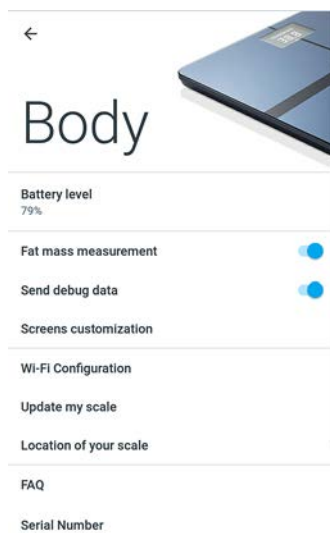 Body
Battery level
79%
Fat mass measurement
Send debug data
Screens customization
Wi-Fi Configuration
Update my scale
Location of your scale
FAQ
Serial Number